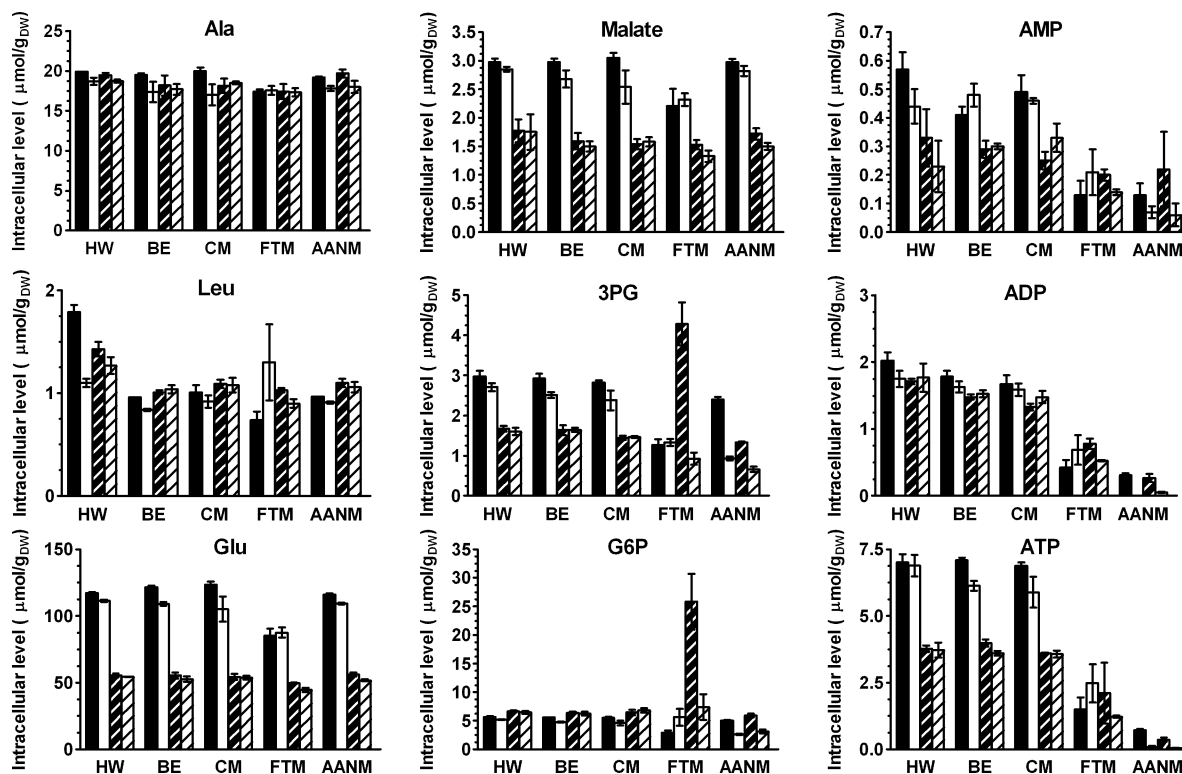 Ala
Intracellular level ( μmol/gDW)
25
20
15
10
5
0
HW BE CM FTM AANM
Malate
Intracellular level ( μmol/gDW)
3.5
3.0
2.5
2.0
1.5
1.0
0.5
0.0
HW BE CM FTM AANM
AMP
Intracellular level ( μmol/gDW)
0.7
0.6
0.5
0.4
0.3
0.2
0.1
0.0
HW BE CM FTM AANM
Leu
Intracellular level ( μmol/gDW)
2
1
0
HW BE CM FTM AANM
3PG
Intracellular level ( μmol/gDW)
5
4
3
2
1
0
HW BE CM FTM AANM
ADP
Intracellular level ( μmol/gDW)
3
2
1
0
HW BE CM FTM AANM
Glu
Intracellular level ( μmol/gDW)
150
100
50
0
HW BE CM FTM AANM
G6P
Intracellular level ( μmol/gDW)
35
30
25
20
15
10
5
0
HW BE CM FTM AANM
ATP
Intracellular level ( μmol/gDW)
7.5
5.0
2.2
0.0
HW BE CM FTM AANM